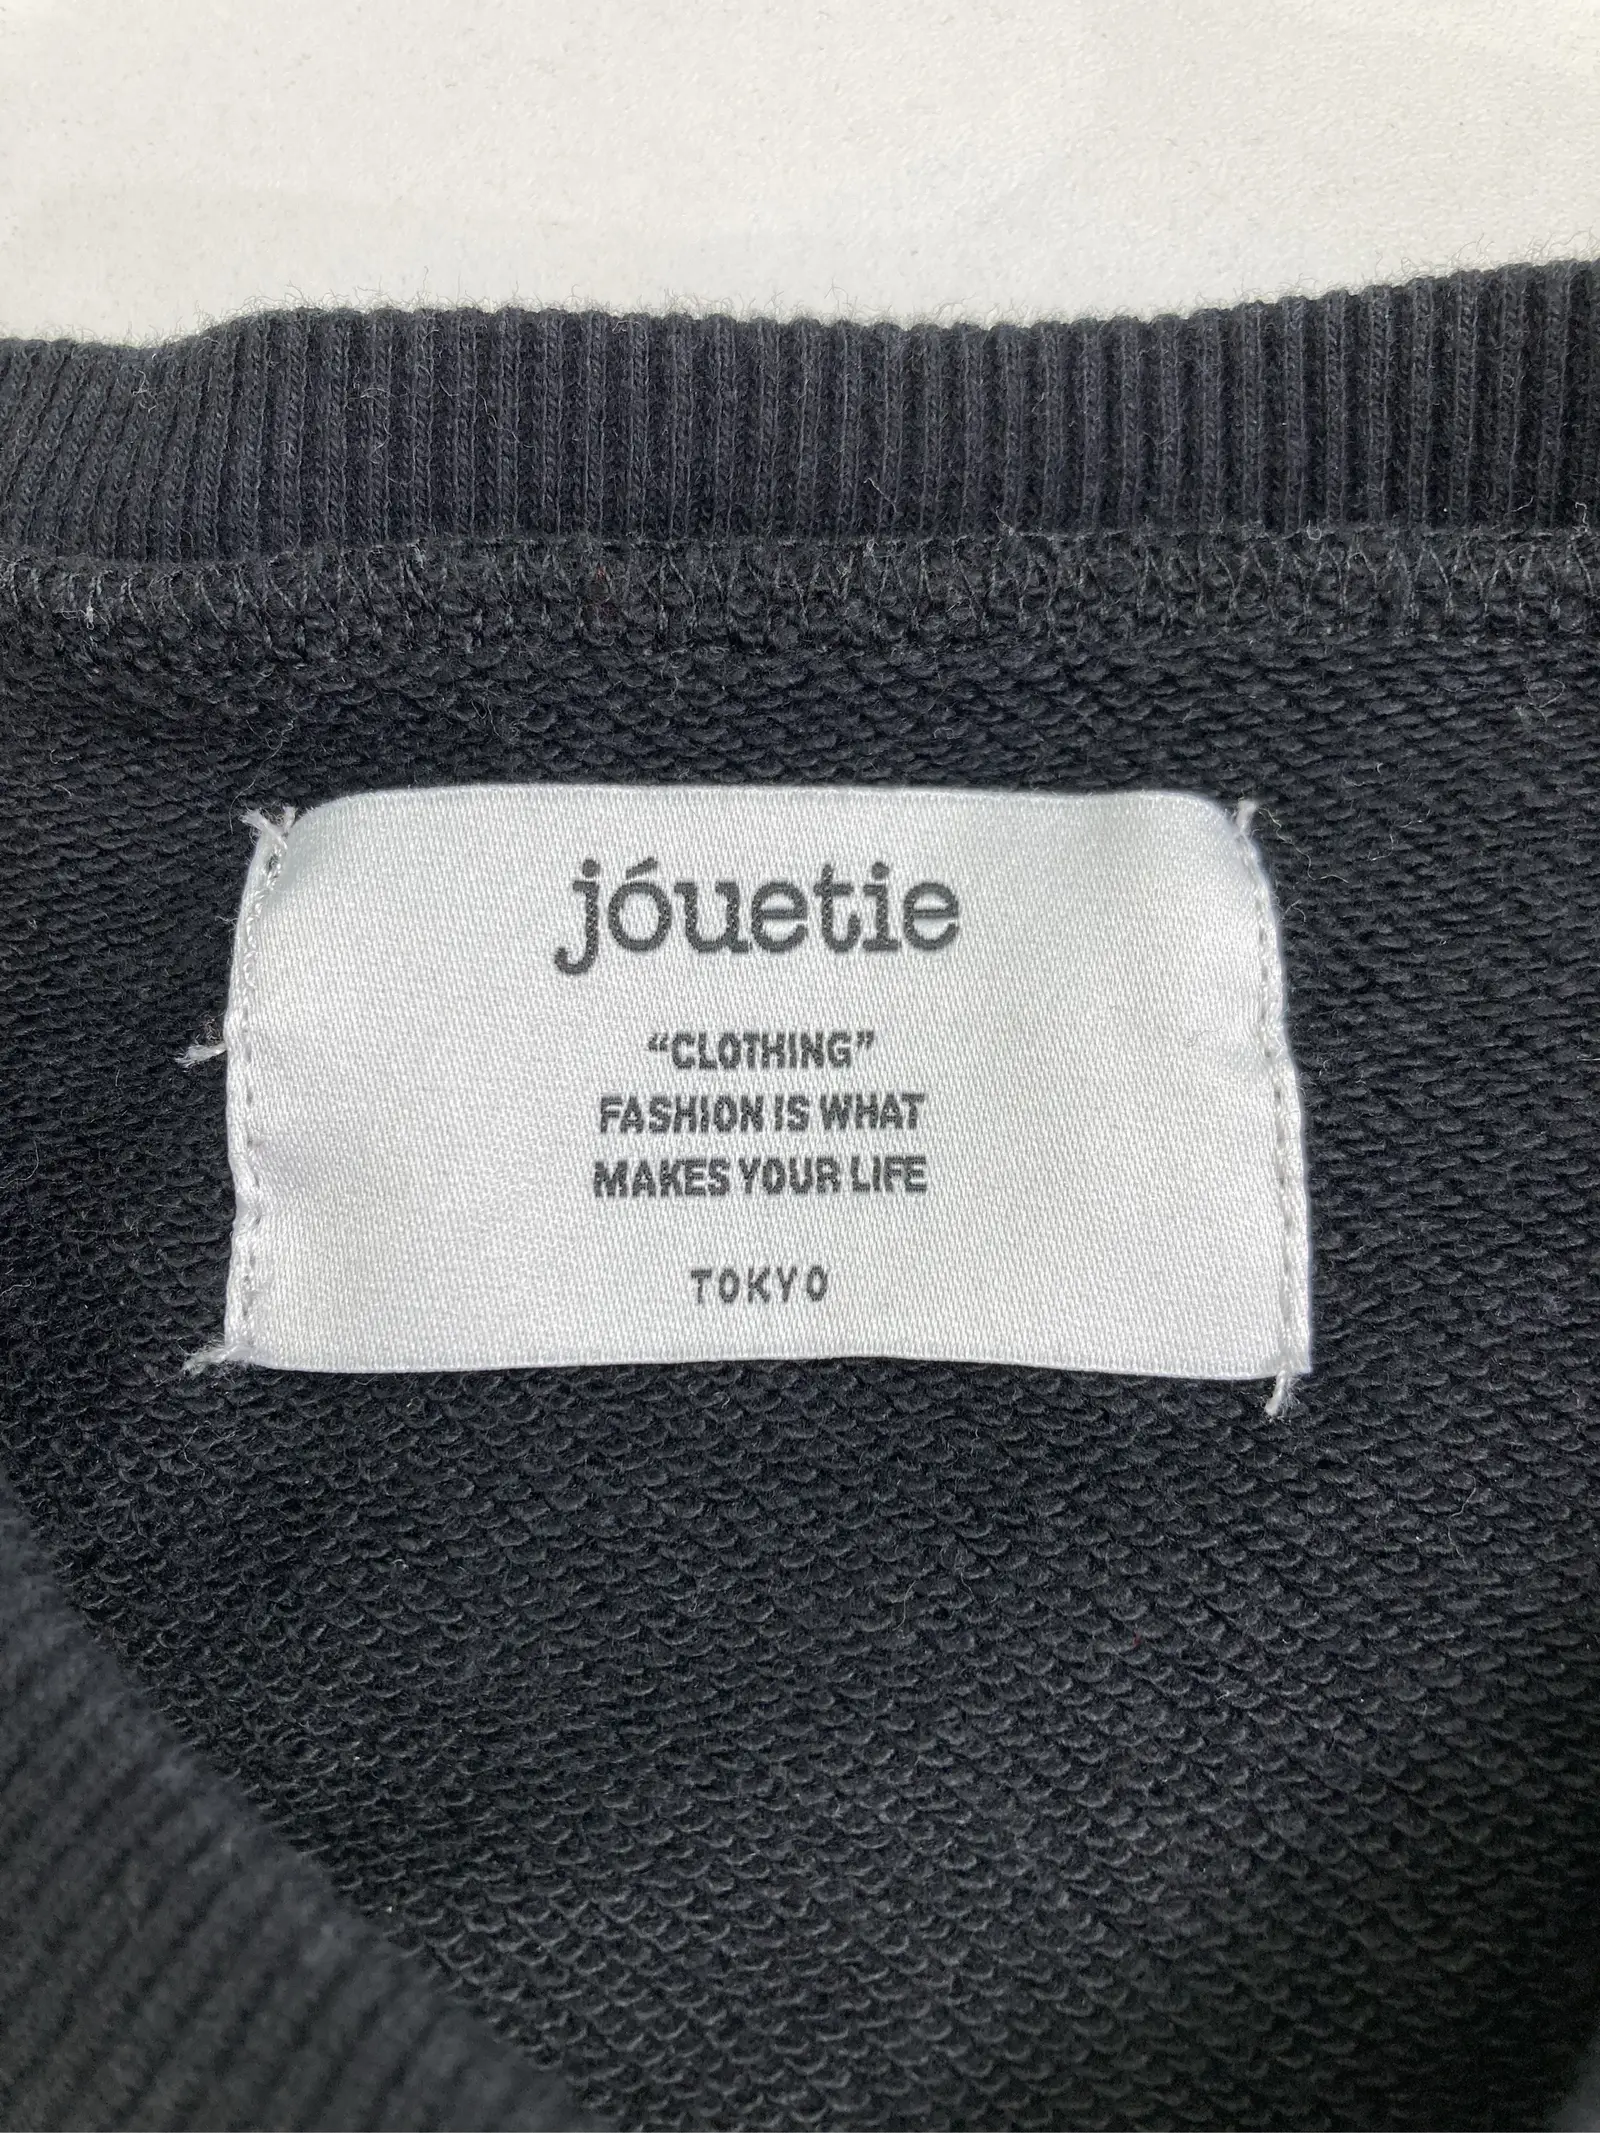 jóuetie
“CLOTHING”
FASHION IS WHAT
MAKES YOUR LIFE
TOKYO